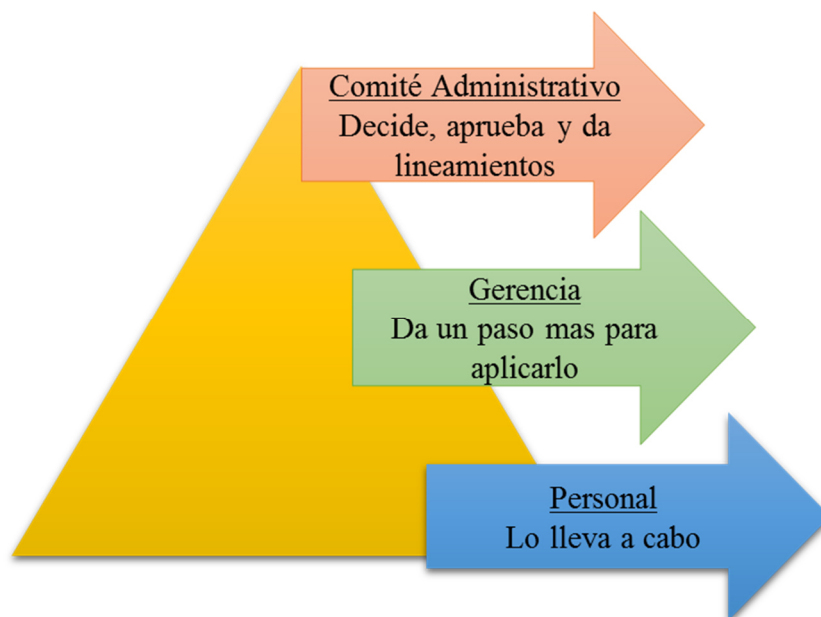 Comité Administrativo
Decide, aprueba y da
lineamientos
Gerencia
Da un paso mas para
aplicarlo
Personal
Lo lleva a cabo